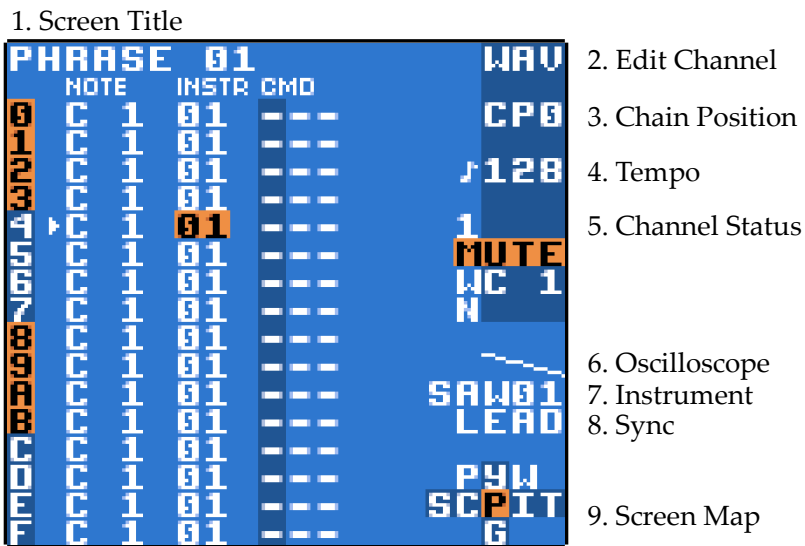 1. Screen Title
PHRASE 01 WAV 2. Edit Channel
NOTE INSTR CMD
0 C 1 01 --- CP0 3. Chain Position
1 C 1 01 ---
2 C 1 01 --- ♪128 4. Tempo
3 C 1 01 ---
4 C 1 01 --- 1 5. Channel Status
5 C 1 01 --- MUTE
6 C 1 01 --- WC 1
7 C 1 01 --- N
8 C 1 01 ---
9 C 1 01 --- 6. Oscilloscope
A C 1 01 --- SAW01 7. Instrument
B C 1 01 --- LEAD 8. Sync
C C 1 01 ---
D C 1 01 --- PYW
E C 1 01 --- SCPIT 9. Screen Map
F C 1 01 --- G